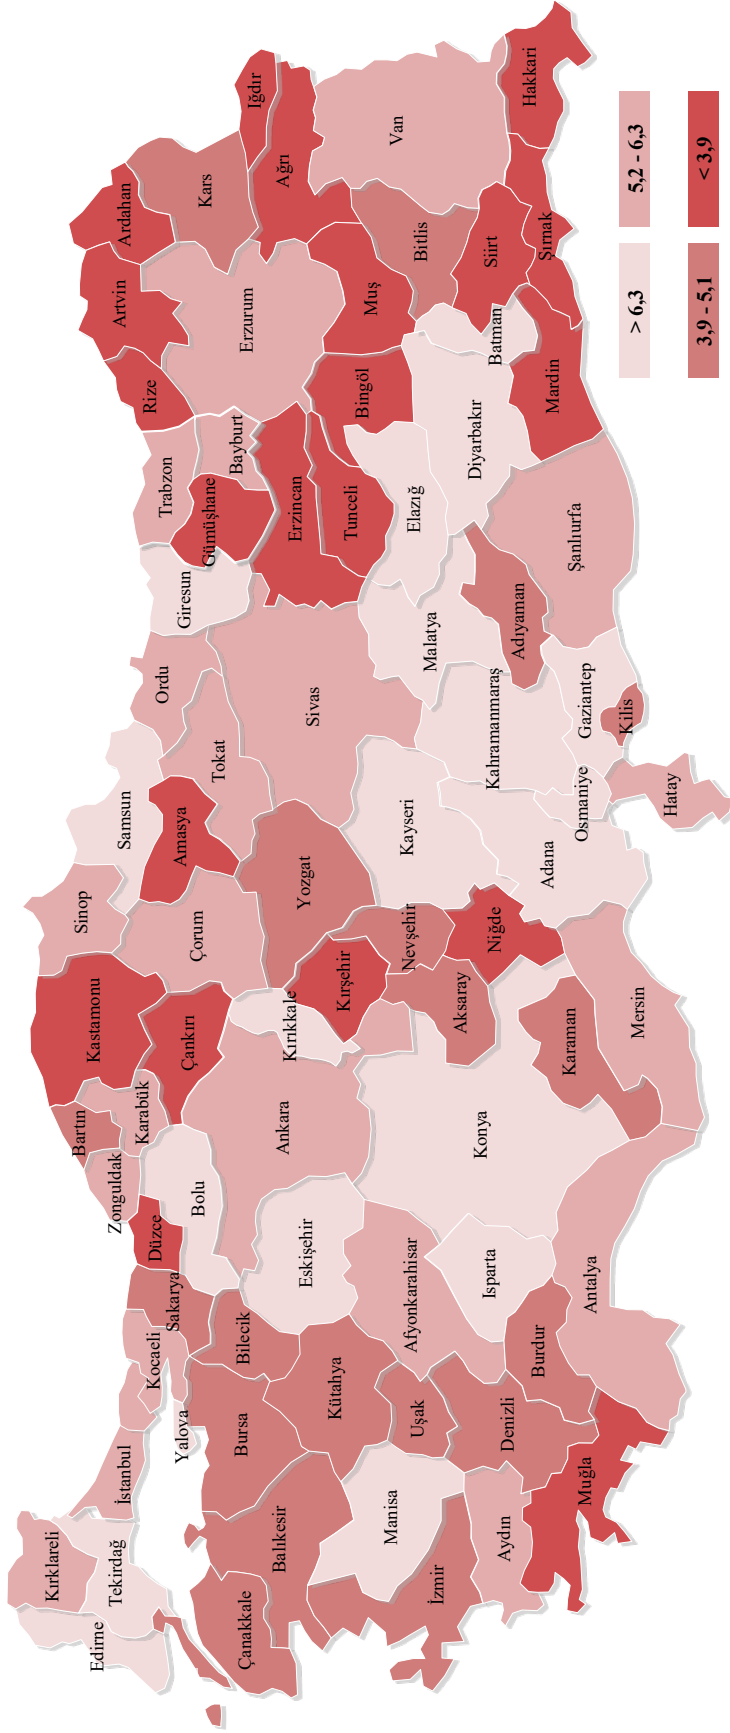 Kırklareli
Edirne
Tekirdağ
İstanbul
Kocaeli
Yalova
Sakarya
Düzce
Zonguldak
Bartın
Karabük
Kastamonu
Sinop
Samsun
Ordu
Giresun
Trabzon
Rize
Artvin
Ardahan
Çanakkale
Balıkesir
Bursa
Bilecik
Bolu
Çankırı
Çorum
Amasya
Tokat
Gümüşhane
Bayburt
Erzurum
Kars
Iğdır
Ağrı
Kütahya
Eskişehir
Ankara
Kırıkkale
Kırşehir
Yozgat
Sivas
Erzincan
Tunceli
Bingöl
Muş
Bitlis
Van
İzmir
Manisa
Uşak
Afyonkarahisar
Konya
Aksaray
Nevşehir
Niğde
Kayseri
Malatya
Elazığ
Diyarbakır
Batman
Siirt
Şırnak
Hakkari
Aydın
Denizli
Burdur
Isparta
Karaman
Adana
Kahramanmaraş
Adıyaman
Şanlıurfa
Mardin
Muğla
Antalya
Mersin
Osmaniye
Gaziantep
Kilis
Hatay
> 6,3
5,2 - 6,3
3,9 - 5,1
< 3,9